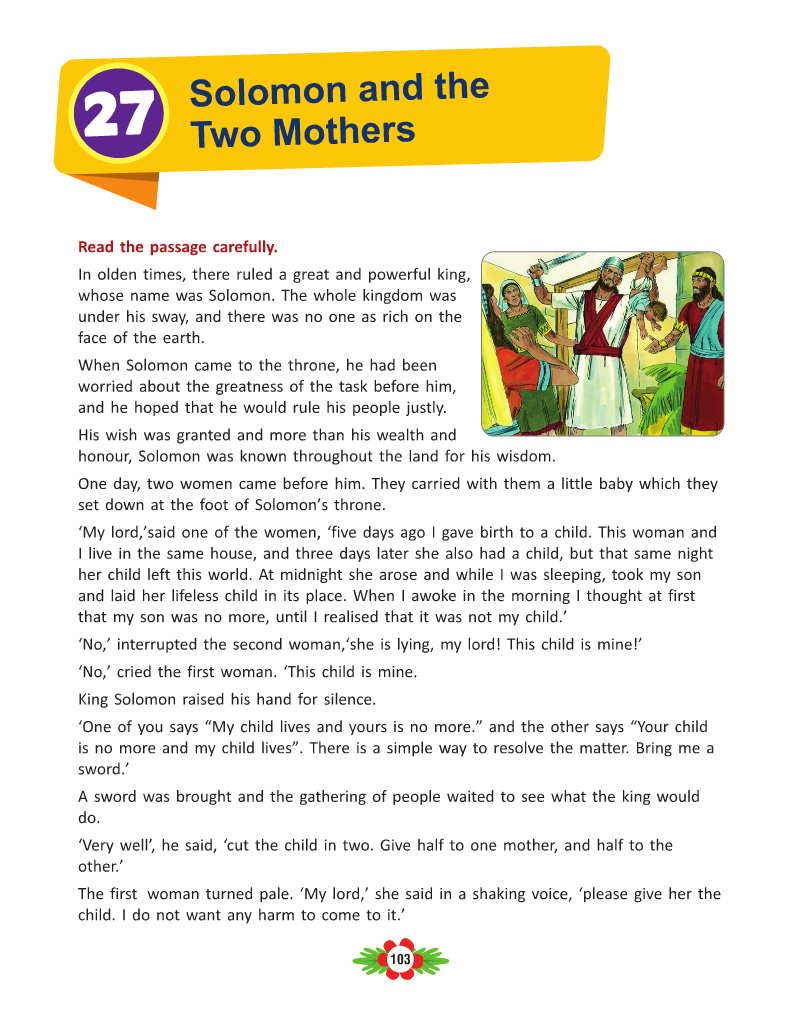 27
Solomon and the
Two Mothers
Read the passage carefully.
In olden times, there ruled a great and powerful king,
whose name was Solomon. The whole kingdom was
under his sway, and there was no one as rich on the
face of the earth.
When Solomon came to the throne, he had been
worried about the greatness of the task before him,
and he hoped that he would rule his people justly.
His wish was granted and more than his wealth and
honour, Solomon was known throughout the land for his wisdom.
One day, two women came before him. They carried with them a little baby which they
set down at the foot of Solomon’s throne.
‘My lord,’said one of the women, ‘five days ago I gave birth to a child. This woman and
I live in the same house, and three days later she also had a child, but that same night
her child left this world. At midnight she arose and while I was sleeping, took my son
and laid her lifeless child in its place. When I awoke in the morning I thought at first
that my son was no more, until I realised that it was not my child.’
‘No,’ interrupted the second woman,‘she is lying, my lord! This child is mine!’
‘No,’ cried the first woman. ‘This child is mine.
King Solomon raised his hand for silence.
‘One of you says “My child lives and yours is no more.” and the other says “Your child
is no more and my child lives”. There is a simple way to resolve the matter. Bring me a
sword.’
A sword was brought and the gathering of people waited to see what the king would
do.
‘Very well’, he said, ‘cut the child in two. Give half to one mother, and half to the
other.’
The first woman turned pale. ‘My lord,’ she said in a shaking voice, ‘please give her the
child. I do not want any harm to come to it.’
103